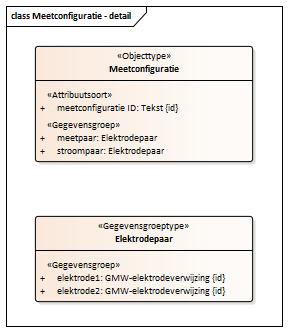 class Meetconfiguratie - detail
«Objecttype»
Meetconfiguratie
«Attribuutsoort»
+ meetconfiguratie ID: Tekst {id}
«Gegevensgroep»
+ meetpaar: Elektrodepaar
+ stroompaar: Elektrodepaar
«Gegevensgroeptype»
Elektrodepaar
«Gegevensgroep»
+ elektrode1: GMW-elektrodeverwijzing {id}
+ elektrode2: GMW-elektrodeverwijzing {id}